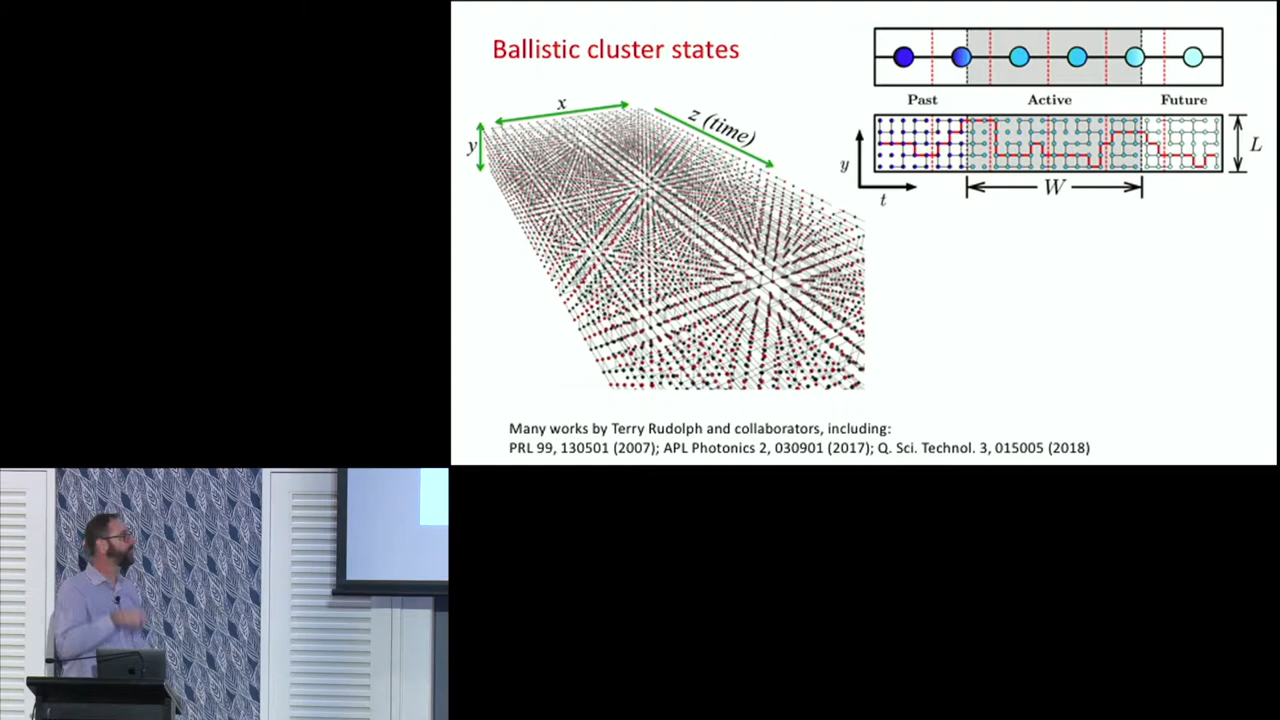 Ballistic cluster states
x
y
z (time)
Past
Active
Future
y
t
W
L
Many works by Terry Rudolph and collaborators, including:
PRL 99, 130501 (2007); APL Photonics 2, 030901 (2017); Q. Sci. Technol. 3, 015005 (2018)